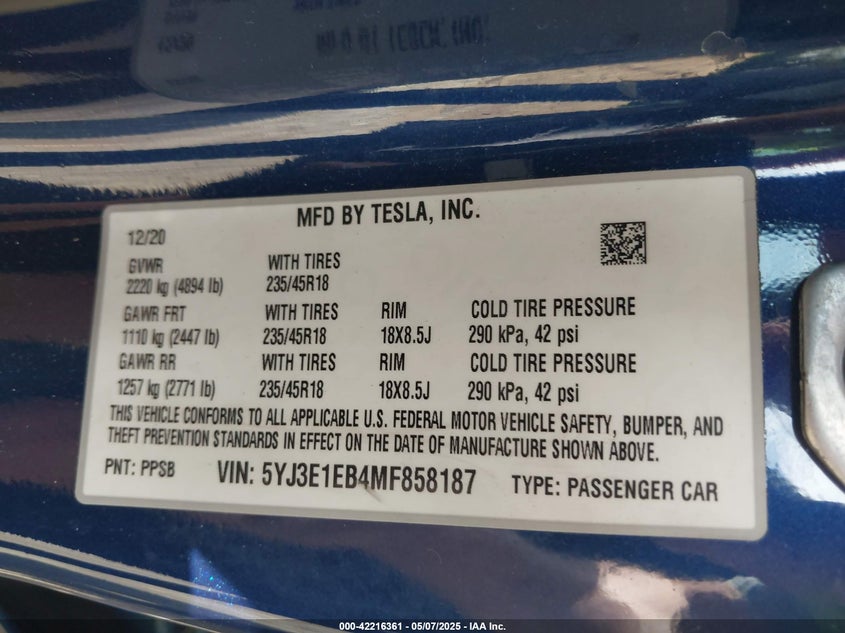 MFD BY TESLA, INC.
12/20
GVWR WITH TIRES
2220 kg (4894 lb) 235/45R18
GAWR FRT WITH TIRES RIM COLD TIRE PRESSURE
1110 kg (2447 lb) 235/45R18 18X8.5J 290 kPa, 42 psi
GAWR RR WITH TIRES RIM COLD TIRE PRESSURE
1257 kg (2771 lb) 235/45R18 18X8.5J 290 kPa, 42 psi
THIS VEHICLE CONFORMS TO ALL APPLICABLE U.S. FEDERAL MOTOR VEHICLE SAFETY, BUMPER, AND
THEFT PREVENTION STANDARDS IN EFFECT ON THE DATE OF MANUFACTURE SHOWN ABOVE.
PNT: PPSB VIN: 5YJ3E1EB4MF858187 TYPE: PASSENGER CAR
000-42216361 - 05/07/2025 - IAA Inc.